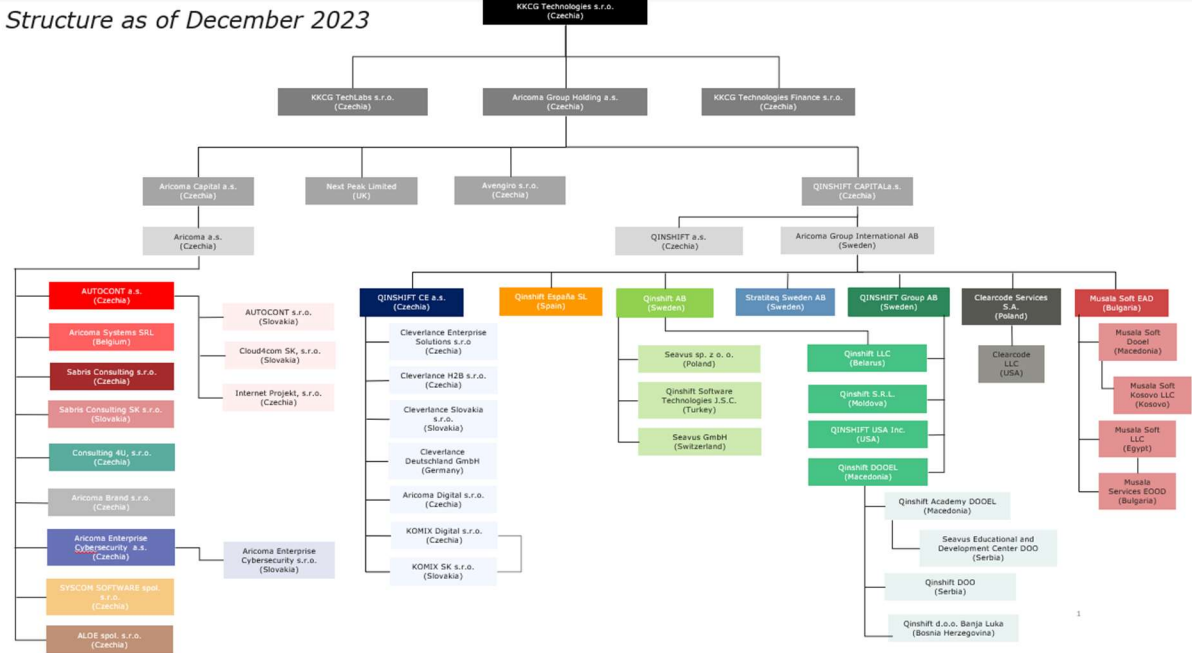 Structure as of December 2023
KKCG Technologies s.r.o.
(Czechia)
KKCG TechLabs s.r.o.
(Czechia)
Aricoma Group Holding a.s.
(Czechia)
KKCG Technologies Finance s.r.o.
(Czechia)
Aricoma Capital a.s.
(Czechia)
Next Peak Limited
(UK)
Avengiro s.r.o.
(Czechia)
QINSHIFT CAPITALa.s.
(Czechia)
Aricoma a.s.
(Czechia)
QINSHIFT a.s.
(Czechia)
Aricoma Group International AB
(Sweden)
AUTOCONT a.s.
(Czechia)
Aricoma Systems SRL
(Belgium)
Sabris Consulting s.r.o.
(Czechia)
Sabris Consulting SK s.r.o.
(Slovakia)
Consulting 4U, s.r.o.
(Czechia)
Aricoma Brand s.r.o.
(Czechia)
Aricoma Enterprise
Cybersecurity a.s.
(Czechia)
SYSCOM SOFTWARE spol.
s.r.o.
(Czechia)
ALOE spol. s.r.o.
(Czechia)
AUTOCONT s.r.o.
(Slovakia)
Cloud4com SK, s.r.o.
(Slovakia)
Internet Projekt, s.r.o.
(Czechia)
Aricoma Enterprise
Cybersecurity s.r.o.
(Slovakia)
QINSHIFT CE a.s.
(Czechia)
Cleverlance Enterprise
Solutions s.r.o
(Czechia)
Cleverlance H2B s.r.o.
(Czechia)
Cleverlance Slovakia
s.r.o.
(Slovakia)
Cleverlance
Deutschland GmbH
(Germany)
Aricoma Digital s.r.o.
(Czechia)
KOMIX Digital s.r.o.
(Czechia)
KOMIX SK s.r.o.
(Slovakia)
Qinshift España SL
(Spain)
Qinshift AB
(Sweden)
Seavus sp. z o. o.
(Poland)
Qinshift Software
Technologies J.S.C.
(Turkey)
Seavus GmbH
(Switzerland)
Stratiteq Sweden AB
(Sweden)
QINSHIFT Group AB
(Sweden)
Qinshift LLC
(Belarus)
Qinshift S.R.L.
(Moldova)
QINSHIFT USA Inc.
(USA)
Qinshift DOOEL
(Macedonia)
Qinshift Academy DOOEL
(Macedonia)
Seavus Educational and
Development Center DOO
(Serbia)
Qinshift DOO
(Serbia)
Qinshift d.o.o. Banja Luka
(Bosnia Herzegovina)
Clearcode Services
S.A.
(Poland)
Clearcode
LLC
(USA)
Musala Soft EAD
(Bulgaria)
Musala Soft
Dooel
(Macedonia)
Musala Soft
Kosovo LLC
(Kosovo)
Musala Soft
LLC
(Egypt)
Musala
Services EOOD
(Bulgaria)
1